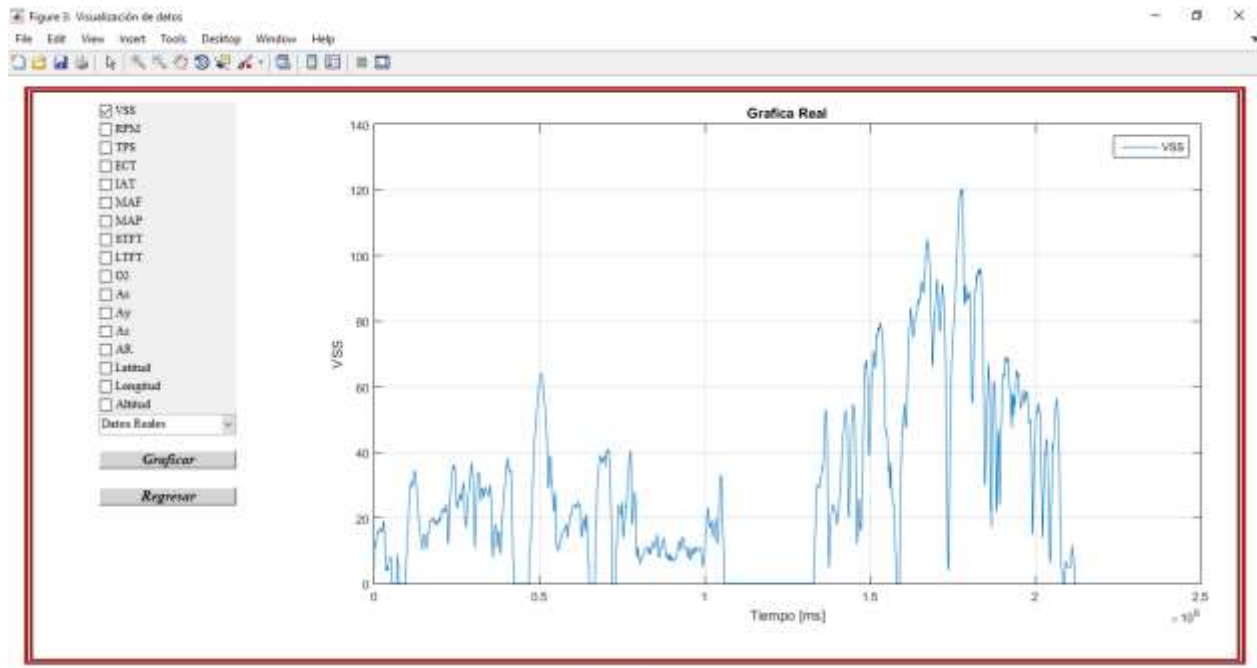 Figure 3: Visualización de datos
File Edit View Insert Tools Desktop Window Help
VSS
RPM
TPS
ECT
IAT
MAF
MAP
STFT
LTFT
O2
Ax
Ay
Az
AR
Latitud
Longitud
Altitud
Datos Reales
Graficar
Regresar
Grafica Real
VSS
140
120
100
80
60
40
20
0
VSS
0 0.5 1 1.5 2 2.5
Tiempo [ms]